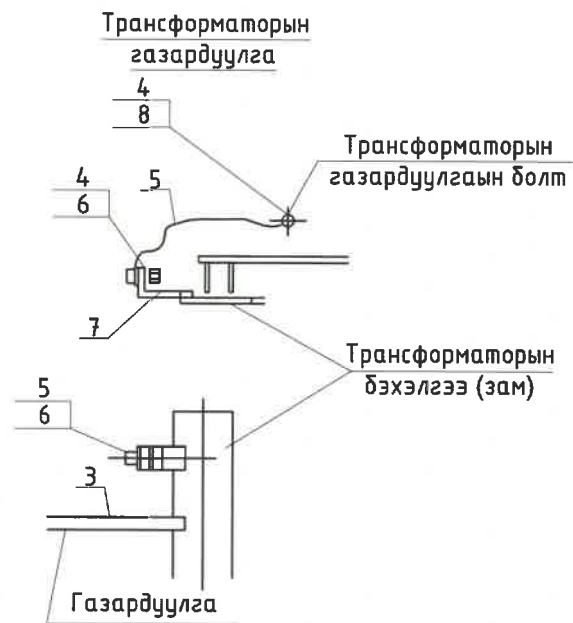 Трансформаторын
газардуулга
4
8
Трансформаторын
газардуулгаын болт
4
6
5
7
Трансформаторын
бэхэлгээ (зам)
5
6
3
Газардуулга